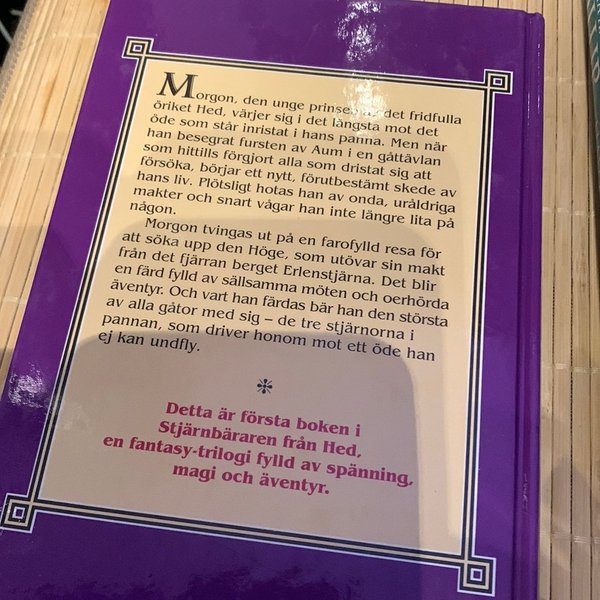 Morgon, den unge prinsen det fridfulla
öriket Hed, värjer sig i det längsta mot det
öde som står inristat i hans panna. Men när
han besegrat fursten av Aum i en gåttävlan
som hittills förgjort alla som dristat sig att
försöka, börjar ett nytt, förutbestämt skede av
hans liv. Plötsligt hotas han av onda, uråldriga
makter och snart vågar han inte längre lita på
någon.
Morgon tvingas ut på en farofylld resa för
att söka upp den Höge, som utövar sin makt
från det fjärran berget Erlenstjärna. Det blir
en färd fylld av sällsamma möten och oerhörda
äventyr. Och vart han färdas bär han den största
av alla gåtor med sig – de tre stjärnorna i
pannan, som driver honom mot ett öde han
ej kan undfly.
Detta är första boken i
Stjärnbäraren från Hed,
en fantasy-trilogi fylld av spänning,
magi och äventyr.